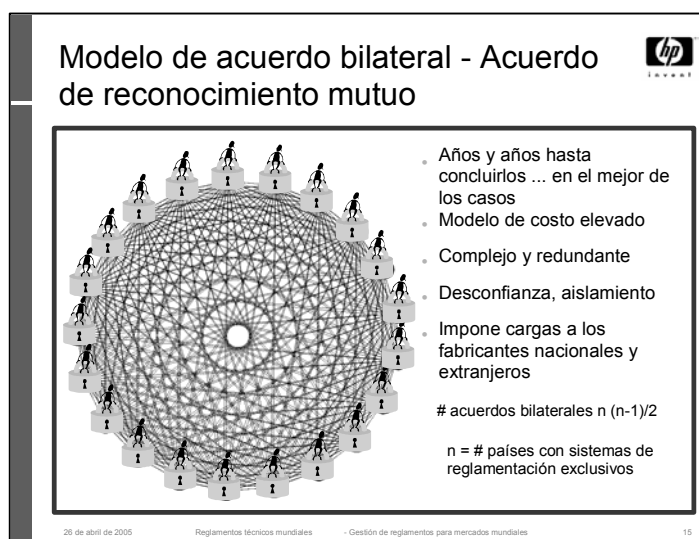 Modelo de acuerdo bilateral - Acuerdo
de reconocimiento mutuo
hp
invent
Años y años hasta
concluirlos ... en el mejor de
los casos
Modelo de costo elevado
Complejo y redundante
Desconfianza, aislamiento
Impone cargas a los
fabricantes nacionales y
extranjeros
# acuerdos bilaterales n (n-1)/2
n = # países con sistemas de
reglamentación exclusivos
26 de abril de 2005 Reglamentos técnicos mundiales - Gestión de reglamentos para mercados mundiales 15